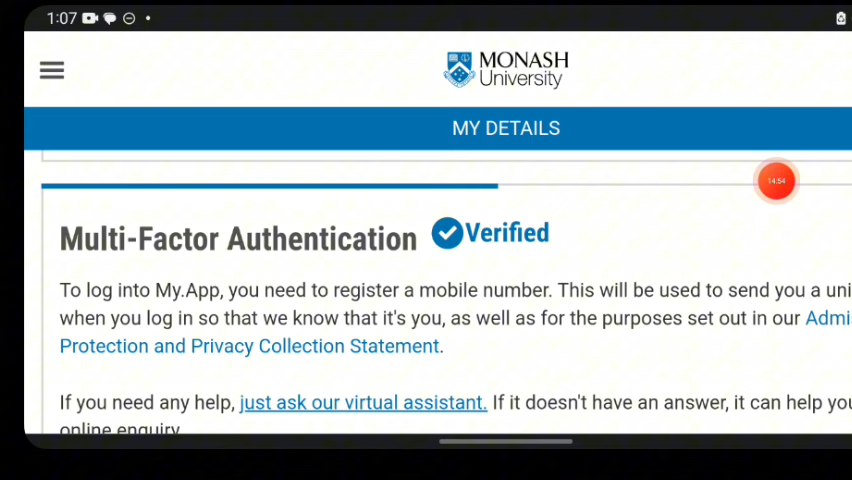 1:07
MONASH
University
MY DETAILS
14:54
Multi-Factor Authentication Verified
To log into My.App, you need to register a mobile number. This will be used to send you a uni
when you log in so that we know that it's you, as well as for the purposes set out in our Admi
Protection and Privacy Collection Statement.
If you need any help, just ask our virtual assistant. If it doesn't have an answer, it can help you
online enquiry